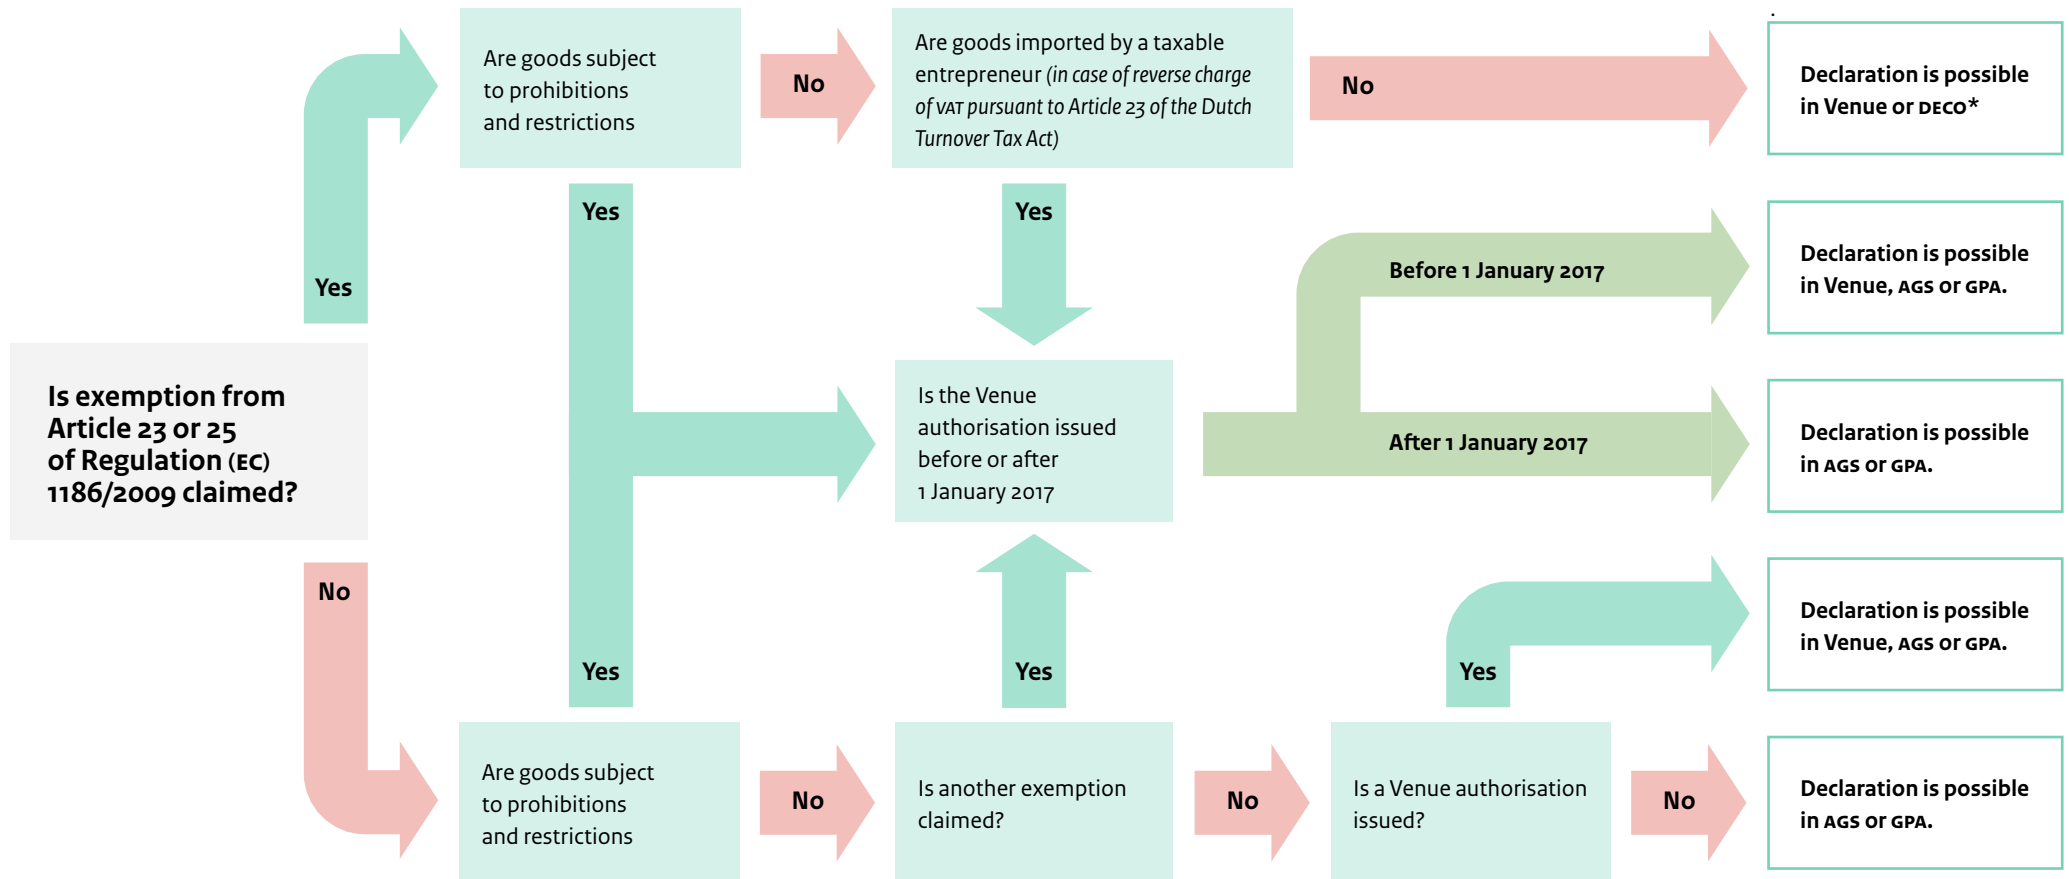 Are goods subject
to prohibitions
and restrictions
No
Are goods imported by a taxable
entrepreneur (in case of reverse charge
of VAT pursuant to Article 23 of the Dutch
Turnover Tax Act)
No
.
Declaration is possible
in Venue or DECO*
Yes
Yes
Yes
Before 1 January 2017
Declaration is possible
in Venue, AGS or GPA.
Is exemption from
Article 23 or 25
of Regulation (EC)
1186/2009 claimed?
Is the Venue
authorisation issued
before or after
1 January 2017
After 1 January 2017
Declaration is possible
in AGS or GPA.
No
Yes
Yes
Yes
Declaration is possible
in Venue, AGS or GPA.
Are goods subject
to prohibitions
and restrictions
No
Is another exemption
claimed?
No
Is a Venue authorisation
issued?
No
Declaration is possible
in AGS or GPA.